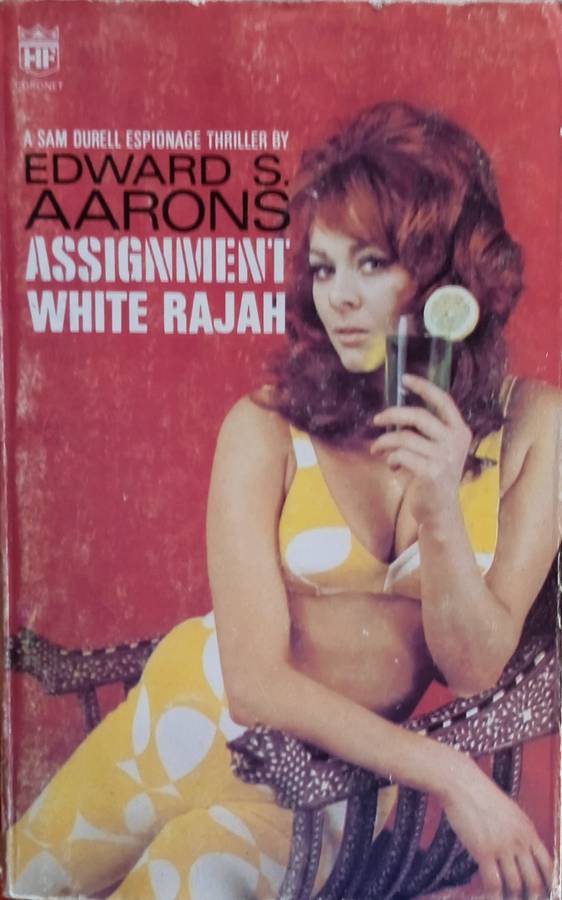 HF
CORONET
A SAM DURELL ESPIONAGE THRILLER BY
EDWARD S.
AARONS
ASSIGNMENT
WHITE RAJAH